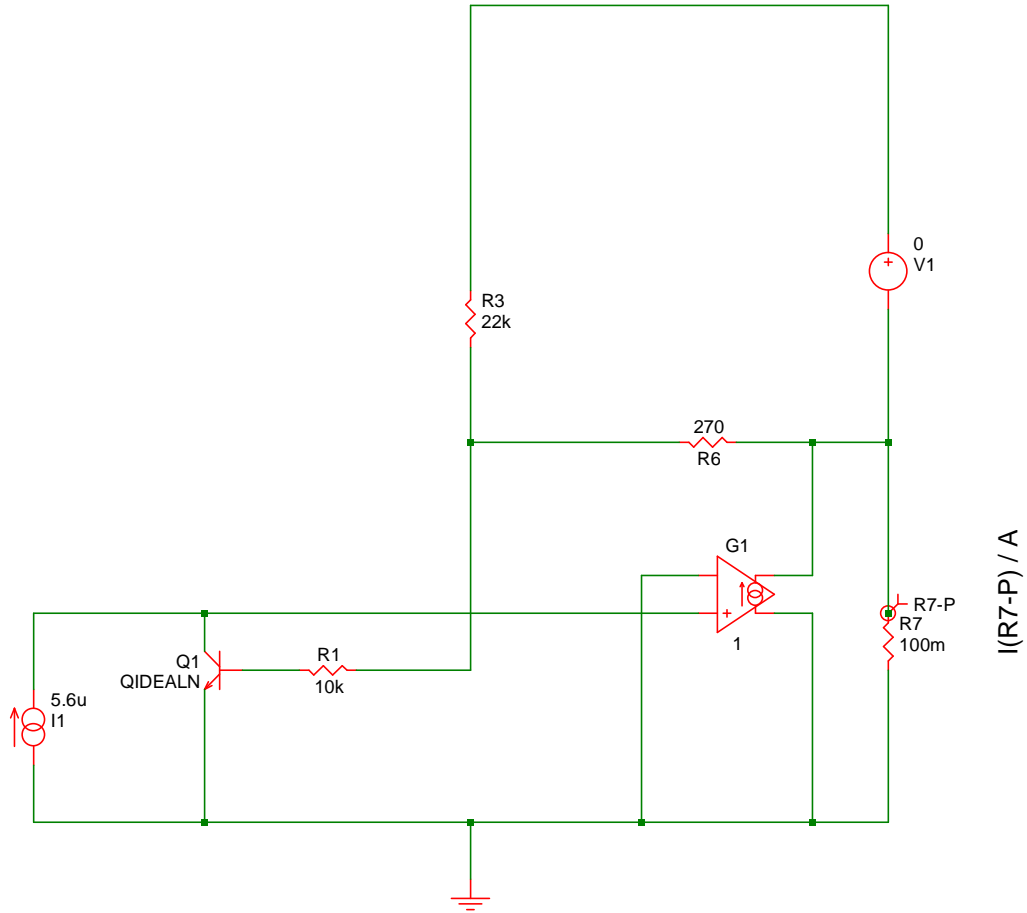 0
V1
R3
22k
270
R6
G1
+
1
R7-P
R7
100m
I(R7-P) / A
Q1
QIDEALN
R1
10k
5.6u
I1